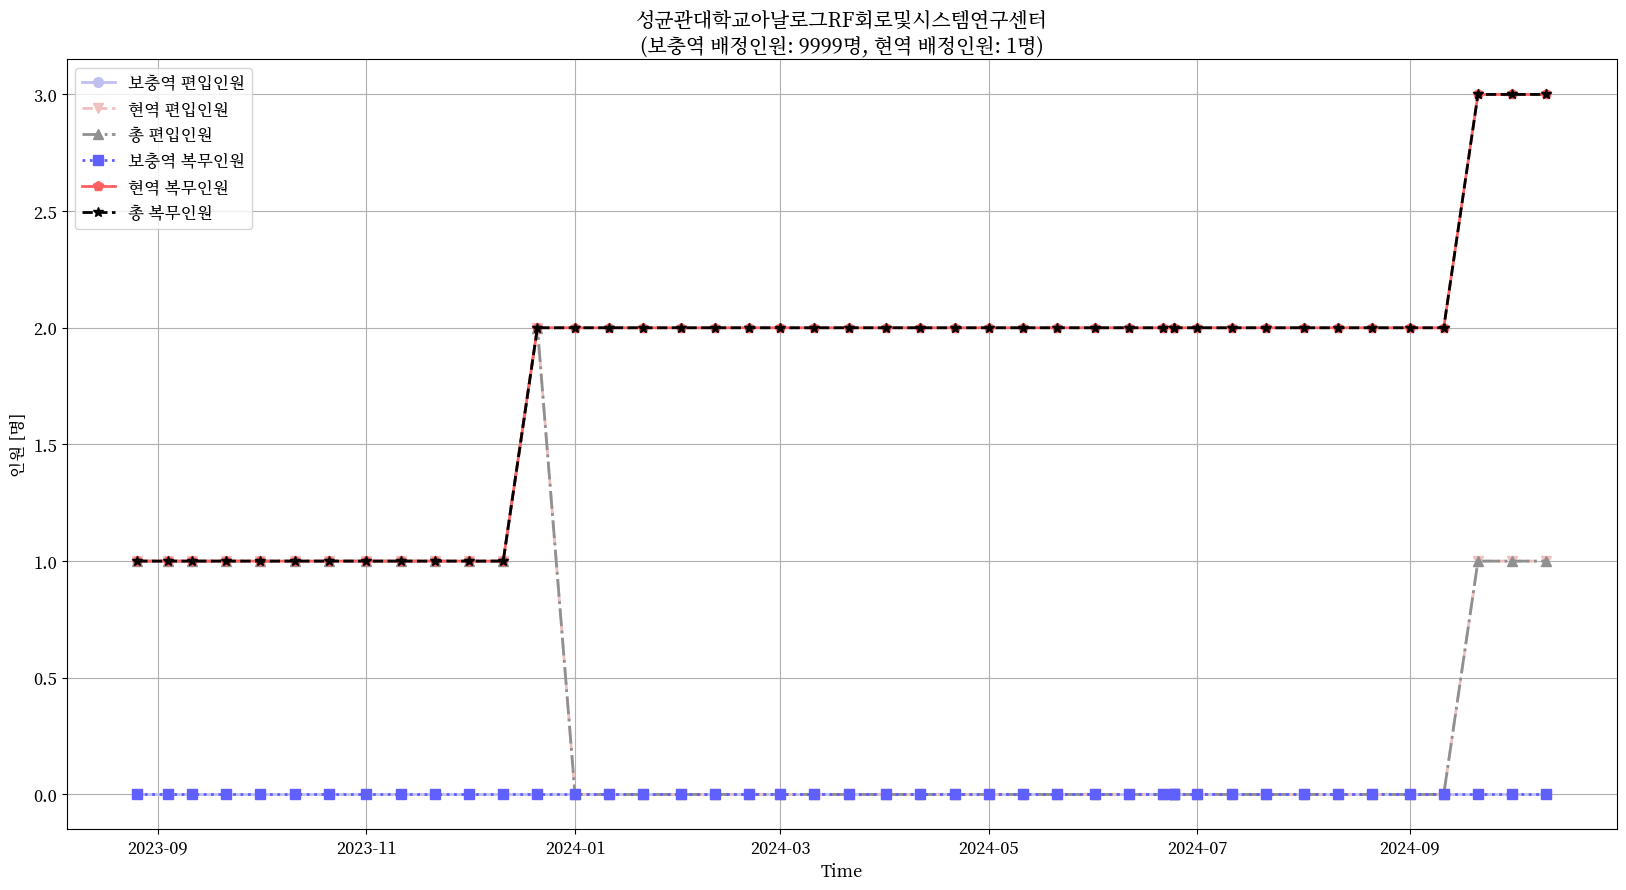 성균관대학교아날로그RF회로및시스템연구센터
(보충역 배정인원: 9999명, 현역 배정인원: 1명)
보충역 편입인원
현역 편입인원
총 편입인원
보충역 복무인원
현역 복무인원
총 복무인원
인원 [명]
3.0
2.5
2.0
1.5
1.0
0.5
0.0
2023-09 2023-11 2024-01 2024-03 2024-05 2024-07 2024-09
Time